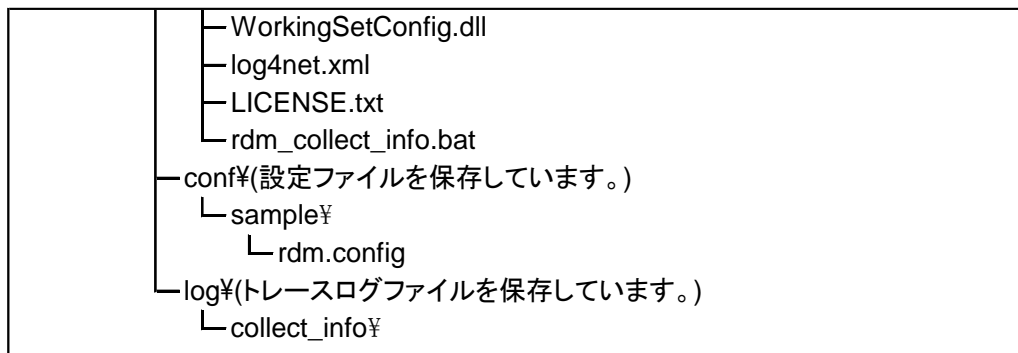 WorkingSetConfig.dll
log4net.xml
LICENSE.txt
rdm_collect_info.bat
conf¥(設定ファイルを保存しています。)
sample¥
rdm.config
log¥(トレースログファイルを保存しています。)
collect_info¥